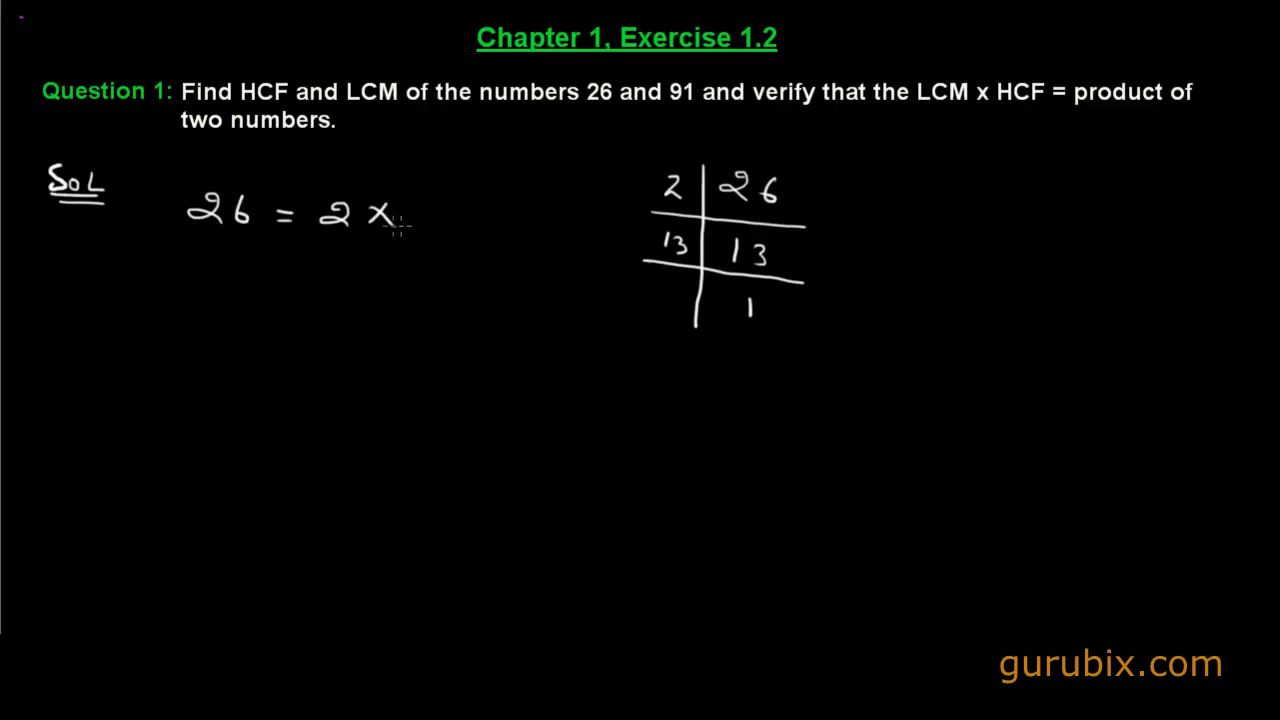 Chapter 1, Exercise 1.2
Question 1: Find HCF and LCM of the numbers 26 and 91 and verify that the LCM x HCF = product of
two numbers.
SOL
26 = 2 ×
2 | 26
13 | 13
1
gurubix.com